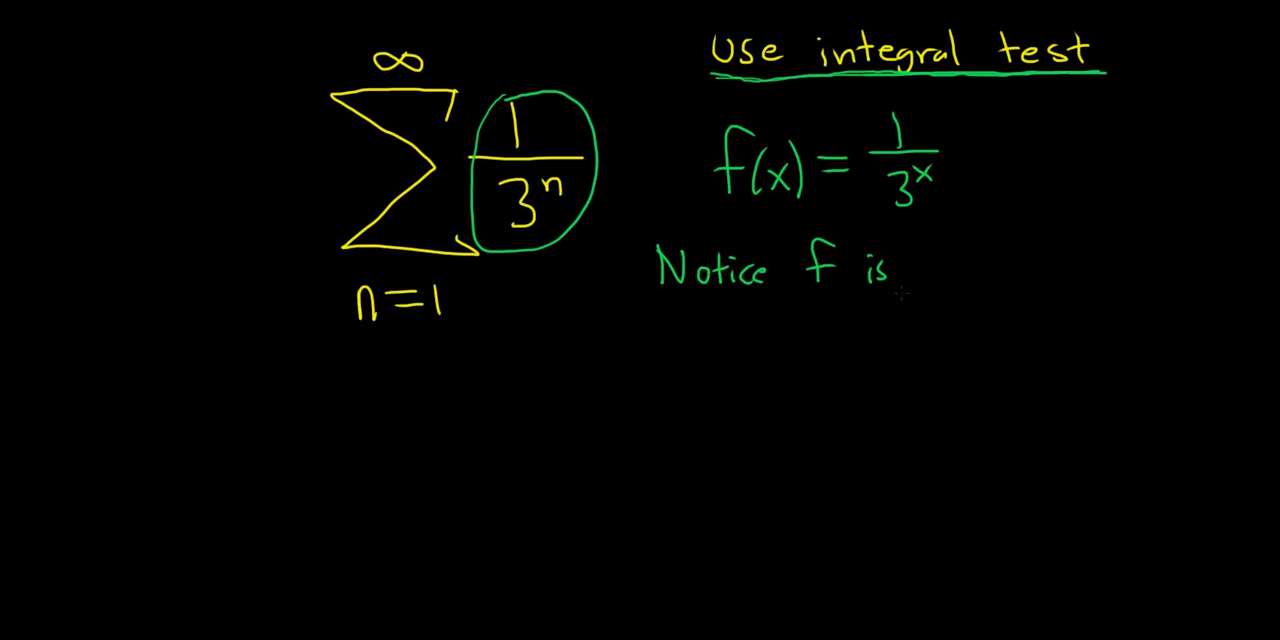 Use integral test
∞
∑ 1/3ⁿ
n=1
f(x) = 1/3ˣ
Notice f is